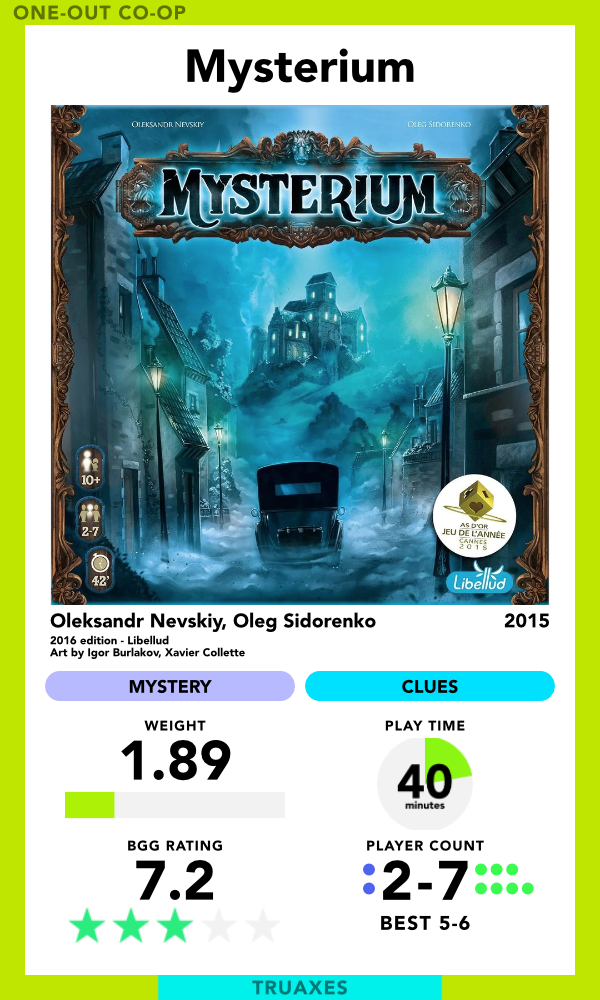 ONE-OUT CO-OP
Mysterium
OLEKSANDR NEVSKIY
OLEG SIDORENKO
MYSTERIUM
10+
2-7
42'
AS D'OR
JEU DE L'ANNÉE
CANNES
2016
Libellud
Oleksandr Nevskiy, Oleg Sidorenko 2015
2016 edition - Libellud
Art by Igor Burlakov, Xavier Collette
MYSTERY
CLUES
WEIGHT
1.89
PLAY TIME
40
minutes
BGG RATING
7.2
PLAYER COUNT
2-7
BEST 5-6
TRUAXES